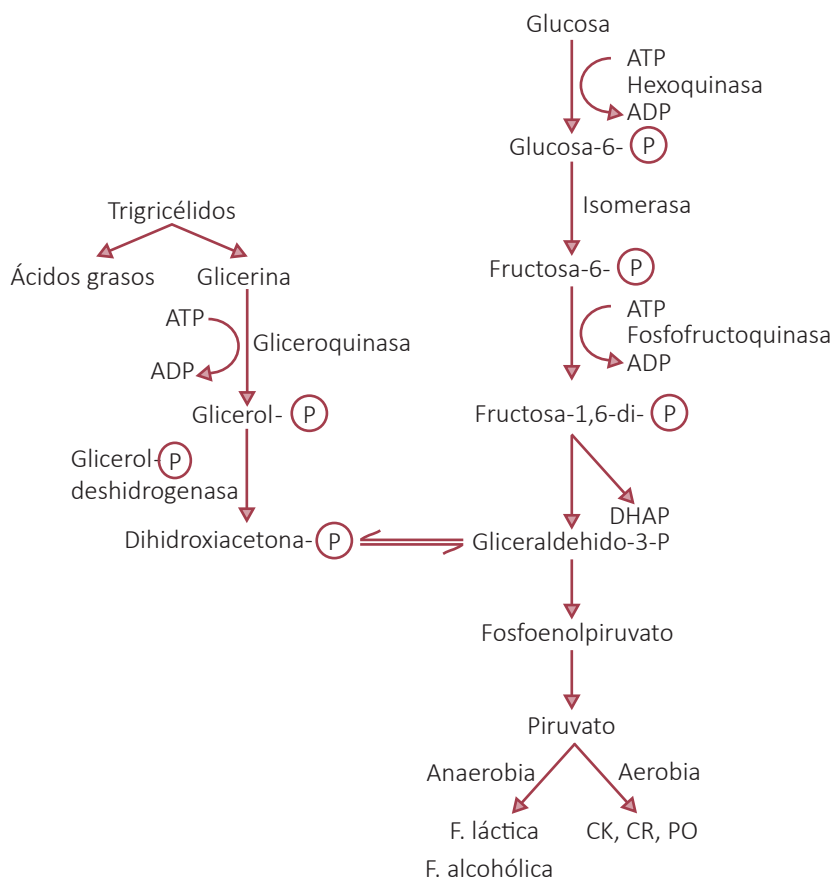 Glucosa
ATP
Hexoquinasa
ADP
Glucosa-6- P
Isomerasa
Fructosa-6- P
ATP
Fosfofructoquinasa
ADP
Fructosa-1,6-di- P
DHAP
Gliceraldehido-3-P
Fosfoenolpiruvato
Piruvato
Anaerobia
Aerobia
F. láctica
F. alcohólica
CK, CR, PO
Trigricélidos
Ácidos grasos
Glicerina
ATP
Gliceroquinasa
ADP
Glicerol- P
Glicerol- P
deshidrogenasa
Dihidroxiacetona- P